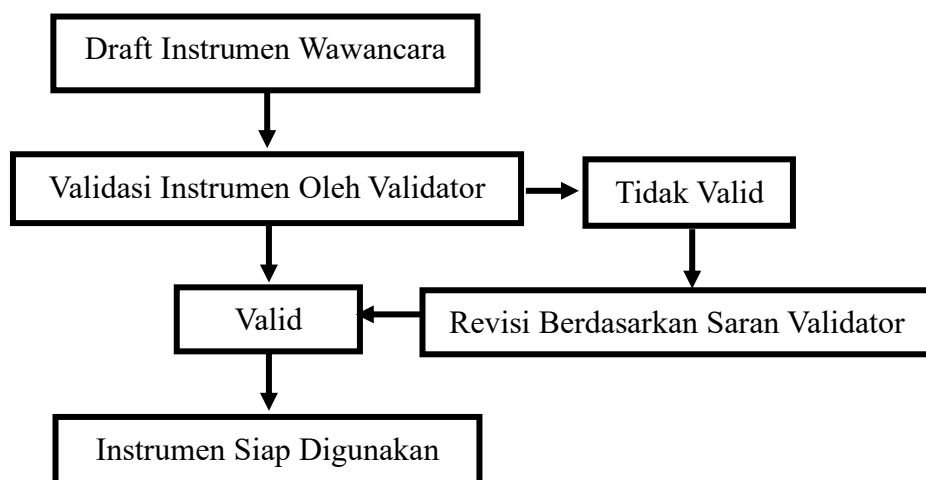 Draft Instrumen Wawancara
Validasi Instrumen Oleh Validator
Tidak Valid
Valid
Revisi Berdasarkan Saran Validator
Instrumen Siap Digunakan